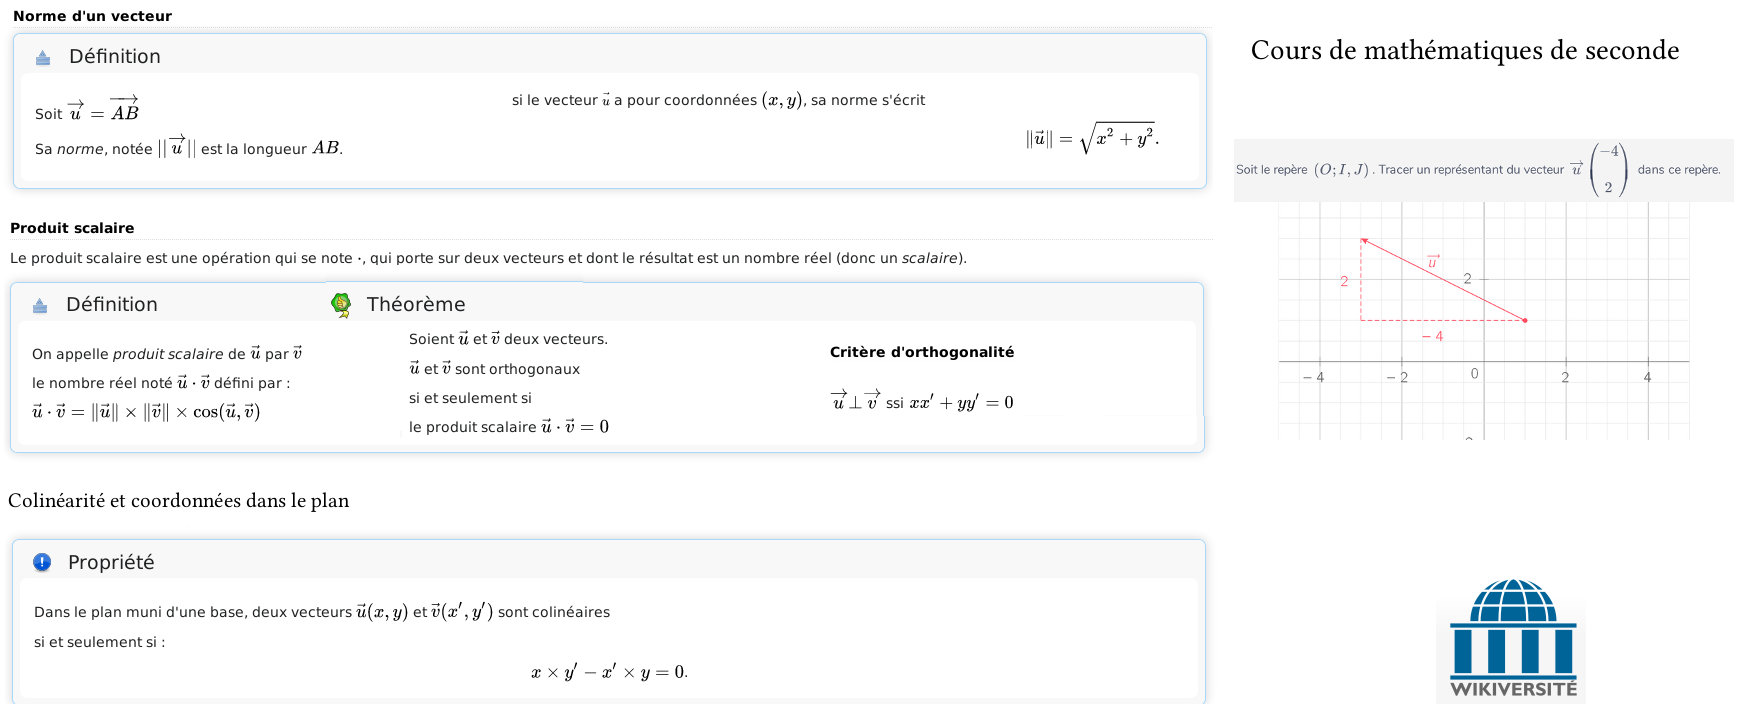 Norme d'un vecteur
Définition
Soit $\overrightarrow{u} = \overrightarrow{AB}$
Sa norme, notée $||\overrightarrow{u}||$ est la longueur $AB$.
si le vecteur $\vec{u}$ a pour coordonnées $(x, y)$, sa norme s'écrit
$\|\vec{u}\| = \sqrt{x^2 + y^2}$.
Produit scalaire
Le produit scalaire est une opération qui se note ·, qui porte sur deux vecteurs et dont le résultat est un nombre réel (donc un scalaire).
Définition
On appelle produit scalaire de $\vec{u}$ par $\vec{v}$
le nombre réel noté $\vec{u} \cdot \vec{v}$ défini par :
$\vec{u} \cdot \vec{v} = \|\vec{u}\| \times \|\vec{v}\| \times \cos(\vec{u}, \vec{v})$
Théorème
Soient $\vec{u}$ et $\vec{v}$ deux vecteurs.
$\vec{u}$ et $\vec{v}$ sont orthogonaux
si et seulement si
le produit scalaire $\vec{u} \cdot \vec{v} = 0$
Critère d'orthogonalité
$\overrightarrow{u} \perp \overrightarrow{v}$ ssi $xx' + yy' = 0$
Colinéarité et coordonnées dans le plan
Propriété
Dans le plan muni d'une base, deux vecteurs $\vec{u}(x, y)$ et $\vec{v}(x', y')$ sont colinéaires
si et seulement si :
$x \times y' - x' \times y = 0$.
Cours de mathématiques de seconde
Soit le repère $(O; I, J)$. Tracer un représentant du vecteur $\overrightarrow{u} \begin{pmatrix} -4 \\ 2 \end{pmatrix}$ dans ce repère.
$\overrightarrow{u}$
2
2
− 4
− 4
− 2
0
2
4
WIKIVERSITÉ